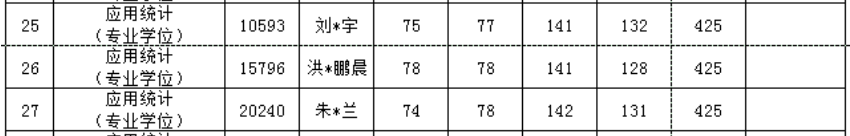 25 应用统计
（专业学位） 10593 刘*宇 75 77 141 132 425
26 应用统计
（专业学位） 15796 洪*鹏晨 78 78 141 128 425
27 应用统计
（专业学位） 20240 朱*兰 74 78 142 131 425